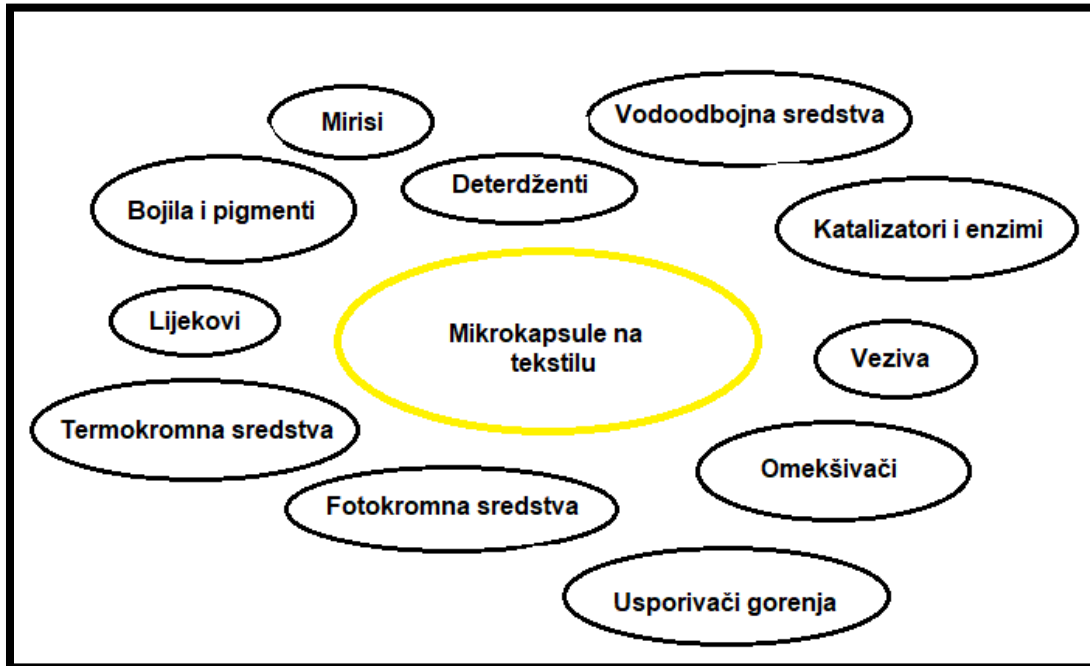 Mirisi
Vodoodbojna sredstva
Deterdženti
Bojila i pigmenti
Katalizatori i enzimi
Lijekovi
Mikrokapsule na
tekstilu
Veziva
Termokromna sredstva
Omekšivači
Fotokromna sredstva
Usporivači gorenja